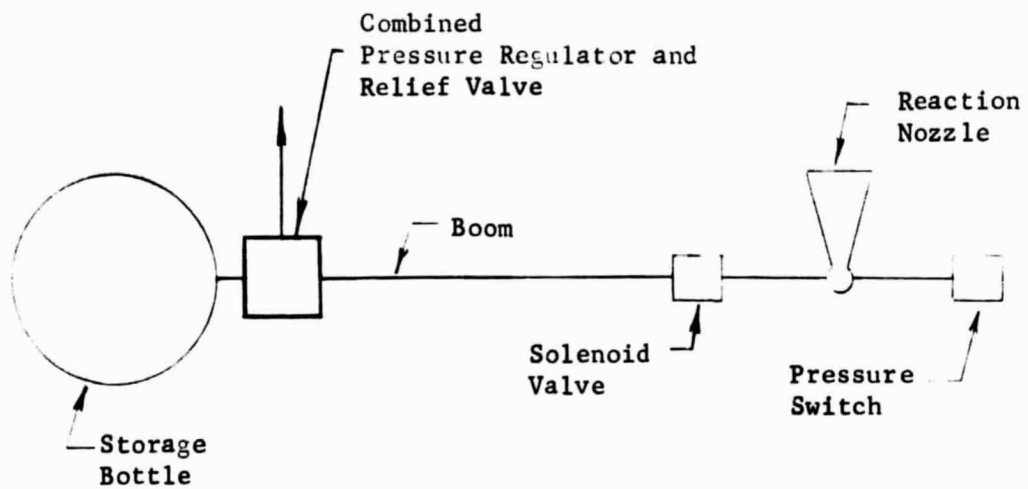 Combined
Pressure Regulator and
Relief Valve
Reaction
Nozzle
Boom
Solenoid
Valve
Pressure
Switch
Storage
Bottle